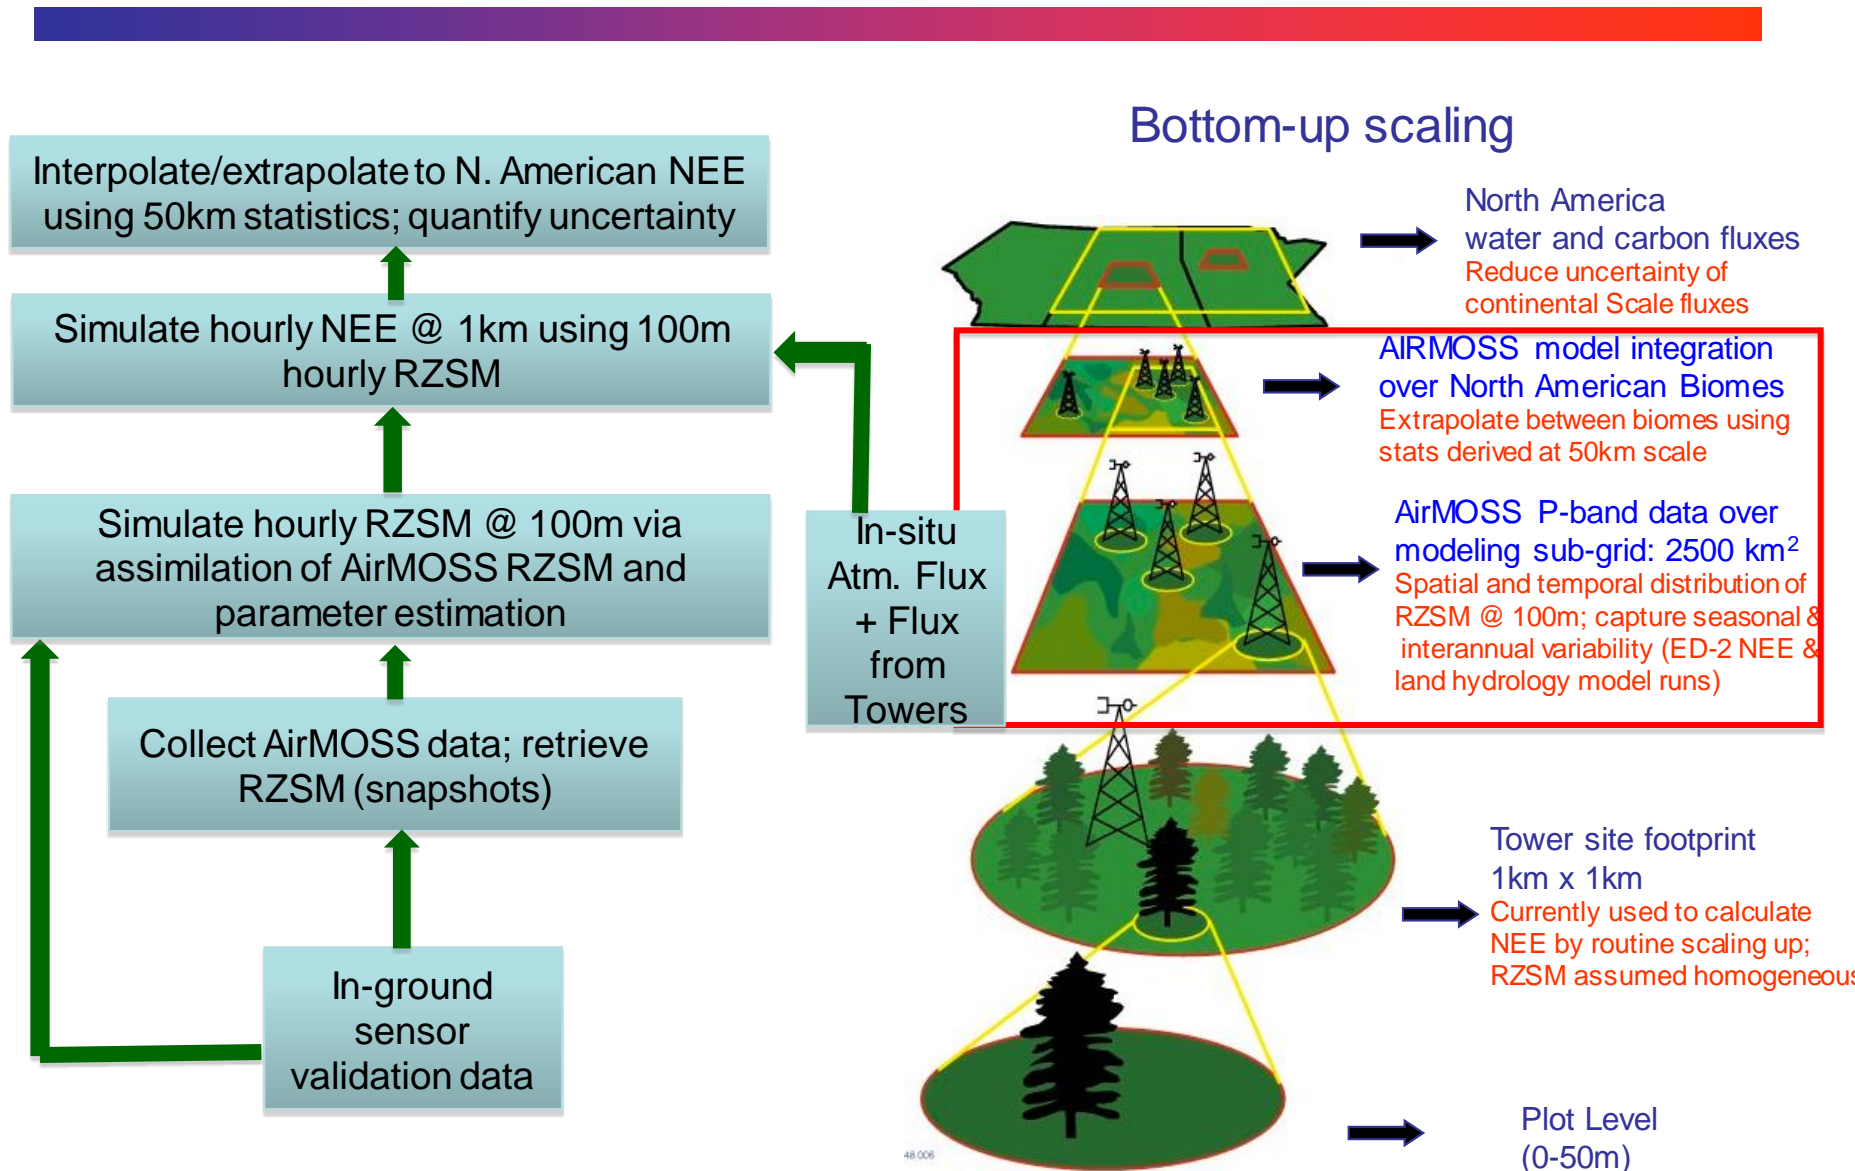 Bottom-up scaling
Interpolate/extrapolate to N. American NEE
using 50km statistics; quantify uncertainty
Simulate hourly NEE @ 1km using 100m
hourly RZSM
Simulate hourly RZSM @ 100m via
assimilation of AirMOSS RZSM and
parameter estimation
Collect AirMOSS data; retrieve
RZSM (snapshots)
In-ground
sensor
validation data
In-situ
Atm. Flux
+ Flux
from
Towers
North America
water and carbon fluxes
Reduce uncertainty of
continental Scale fluxes
AIRMOSS model integration
over North American Biomes
Extrapolate between biomes using
stats derived at 50km scale
AirMOSS P-band data over
modeling sub-grid: 2500 km²
Spatial and temporal distribution of
RZSM @ 100m; capture seasonal &
interannual variability (ED-2 NEE &
land hydrology model runs)
Tower site footprint
1km x 1km
Currently used to calculate
NEE by routine scaling up;
RZSM assumed homogeneous
Plot Level
(0-50m)
48.006